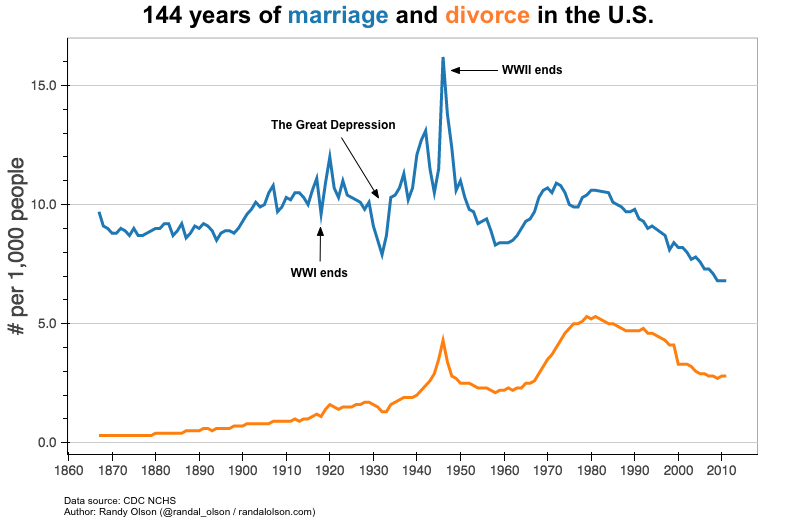 144 years of marriage and divorce in the U.S.
# per 1,000 people
15.0
10.0
5.0
0.0
WWII ends
The Great Depression
WWI ends
1860 1870 1880 1890 1900 1910 1920 1930 1940 1950 1960 1970 1980 1990 2000 2010
Data source: CDC NCHS
Author: Randy Olson (@randal_olson / randalolson.com)